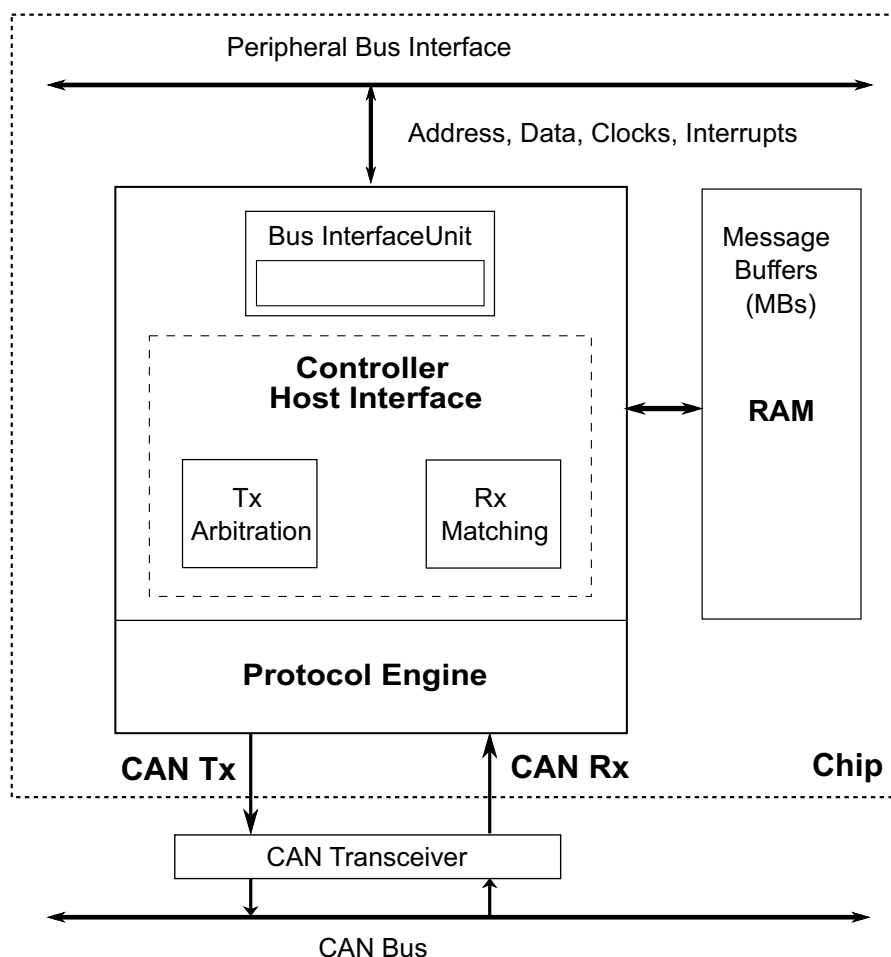 Peripheral Bus Interface
Address, Data, Clocks, Interrupts
Bus InterfaceUnit
Controller
Host Interface
Tx
Arbitration
Rx
Matching
Message
Buffers
(MBs)
RAM
Protocol Engine
CAN Tx
CAN Rx
Chip
CAN Transceiver
CAN Bus